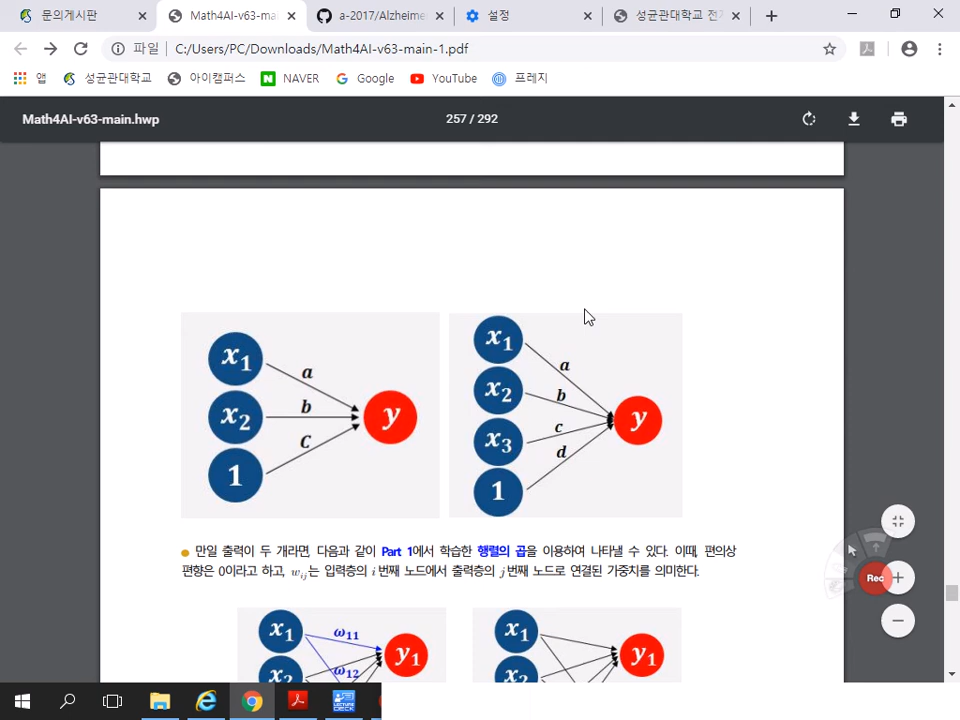 문의게시판
Math4AI-v63-ma
a-2017/Alzheime
설정
성균관대학교 전
파일
C:/Users/PC/Downloads/Math4AI-v63-main-1.pdf
앱
성균관대학교
아이캠퍼스
NAVER
Google
YouTube
프레지
Math4AI-v63-main.hwp
257 / 292
x1
x2
1
a
b
C
y
x1
x2
x3
1
a
b
c
d
y
만일 출력이 두 개라면, 다음과 같이 Part 1에서 학습한 행렬의 곱을 이용하여 나타낼 수 있다. 이때, 편의상
편향은 0이라고 하고, wij는 입력층의 i 번째 노드에서 출력층의 j 번째 노드로 연결된 가중치를 의미한다.
x1
ω11
y1
x2
ω12
x1
y1
x2
Rec
LECTURE
CHECK